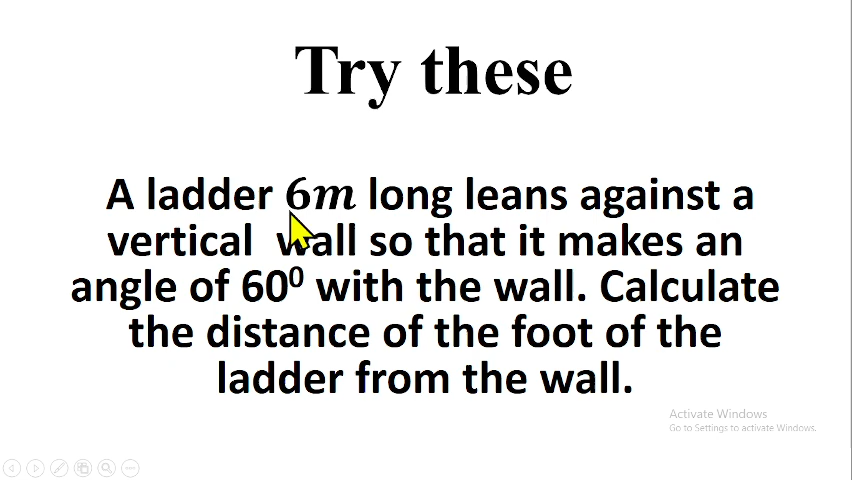 Try these
A ladder 6m long leans against a
vertical wall so that it makes an
angle of 60⁰ with the wall. Calculate
the distance of the foot of the
ladder from the wall.
Activate Windows
Go to Settings to activate Windows.